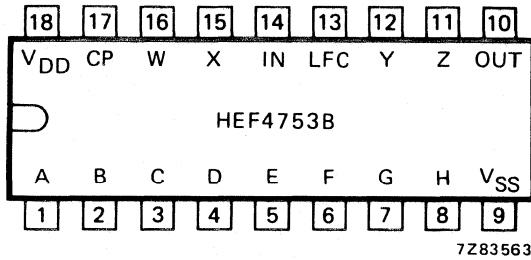 18 17 16 15 14 13 12 11 10
VDD CP W X IN LFC Y Z OUT
HEF4753B
A B C D E F G H VSS
1 2 3 4 5 6 7 8 9
7Z83563